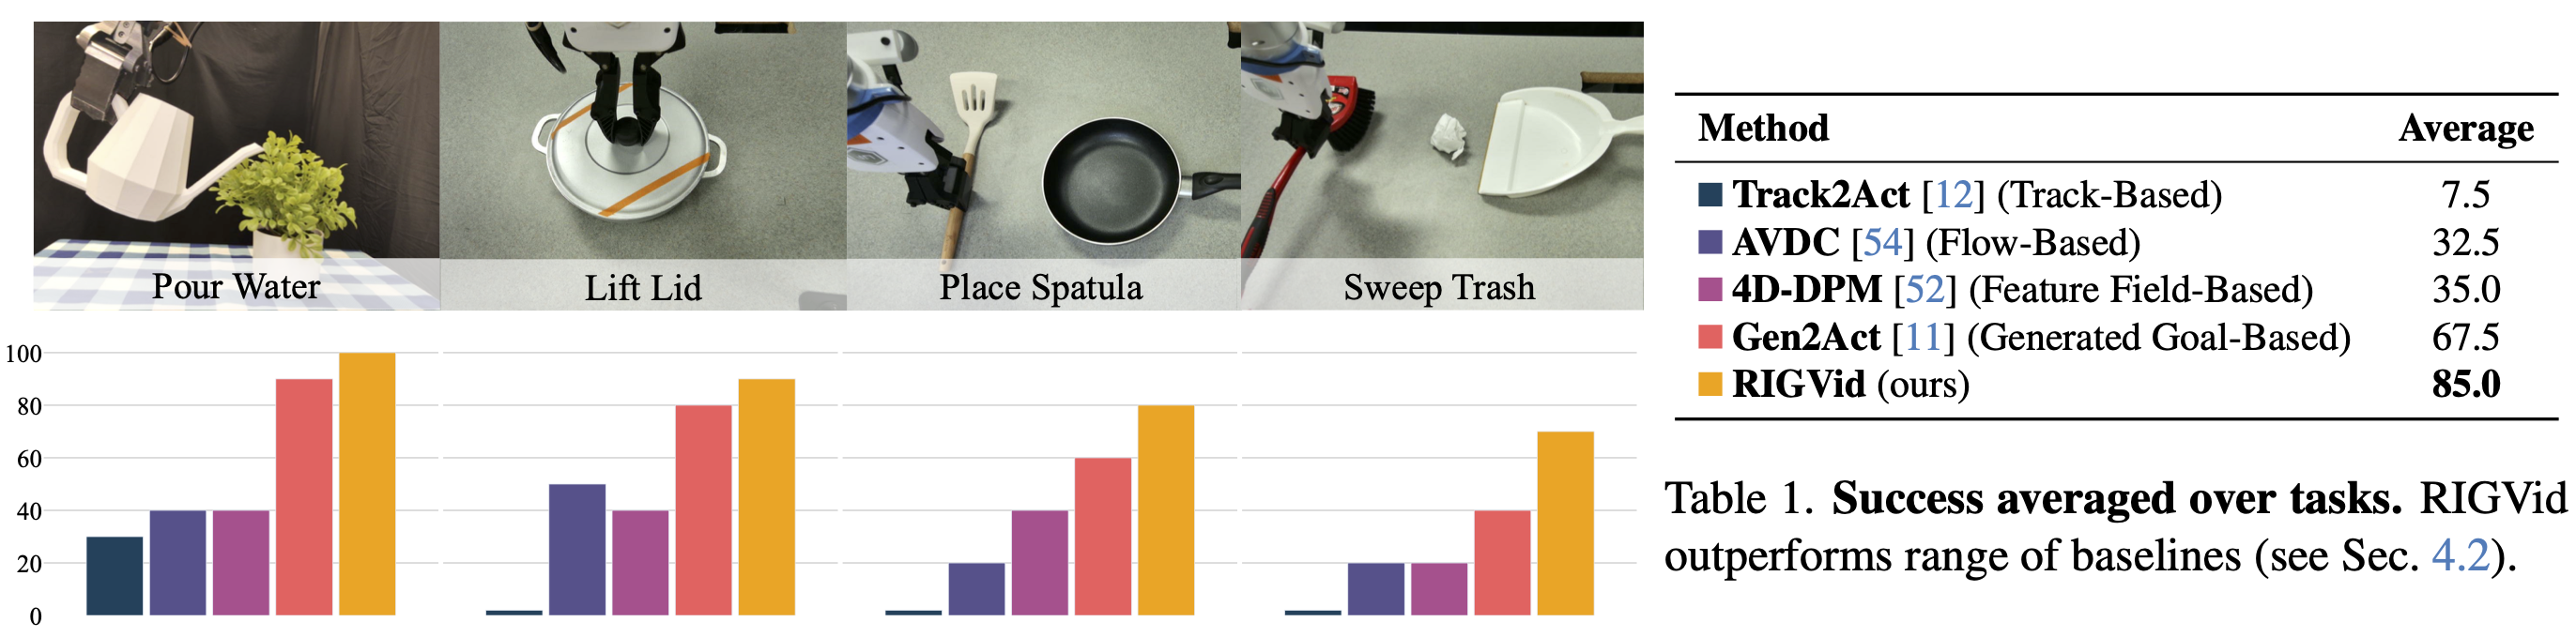 Pour Water
Lift Lid
Place Spatula
Sweep Trash
100
80
60
40
20
0
Method Average
Track2Act [12] (Track-Based) 7.5
AVDC [54] (Flow-Based) 32.5
4D-DPM [52] (Feature Field-Based) 35.0
Gen2Act [11] (Generated Goal-Based) 67.5
RIGVid (ours) 85.0
Table 1. Success averaged over tasks. RIGVid
outperforms range of baselines (see Sec. 4.2).